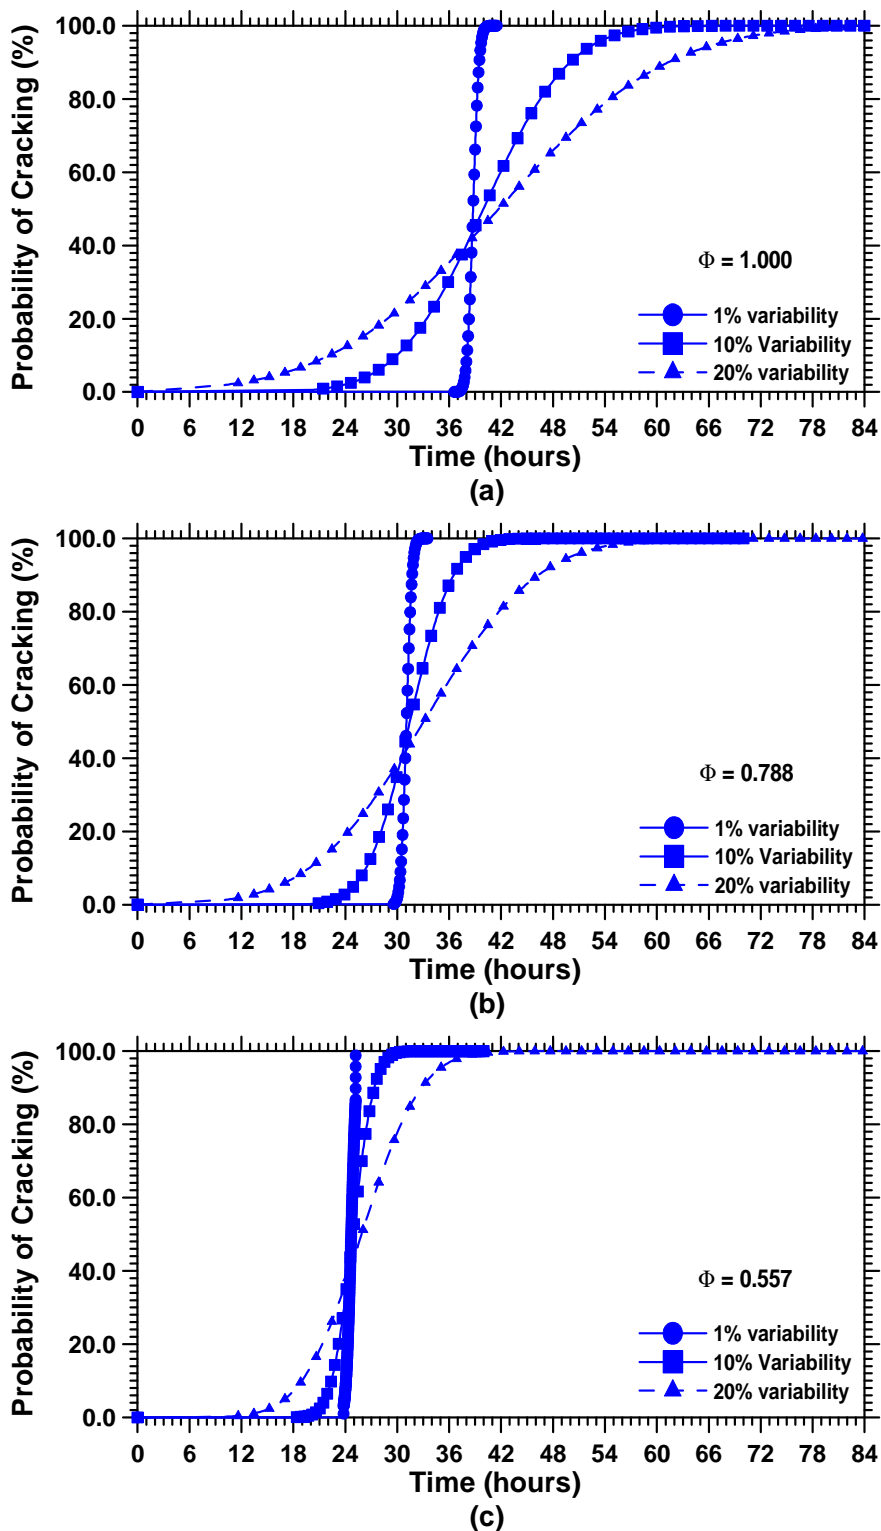 Probability of Cracking (%)
100.0
80.0
60.0
40.0
20.0
0.0
Φ = 1.000
1% variability
10% Variability
20% variability
0 6 12 18 24 30 36 42 48 54 60 66 72 78 84
Time (hours)
(a)
Probability of Cracking (%)
100.0
80.0
60.0
40.0
20.0
0.0
Φ = 0.788
1% variability
10% Variability
20% variability
0 6 12 18 24 30 36 42 48 54 60 66 72 78 84
Time (hours)
(b)
Probability of Cracking (%)
100.0
80.0
60.0
40.0
20.0
0.0
Φ = 0.557
1% variability
10% Variability
20% variability
0 6 12 18 24 30 36 42 48 54 60 66 72 78 84
Time (hours)
(c)